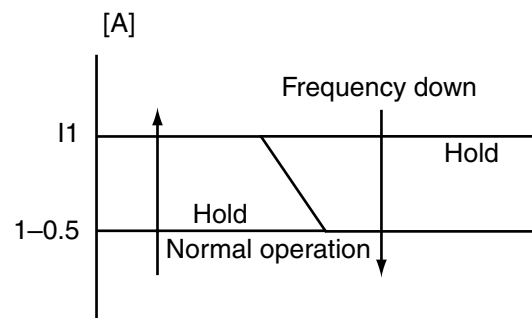 [A]
Frequency down
I1
Hold
Hold
1–0.5
Normal operation